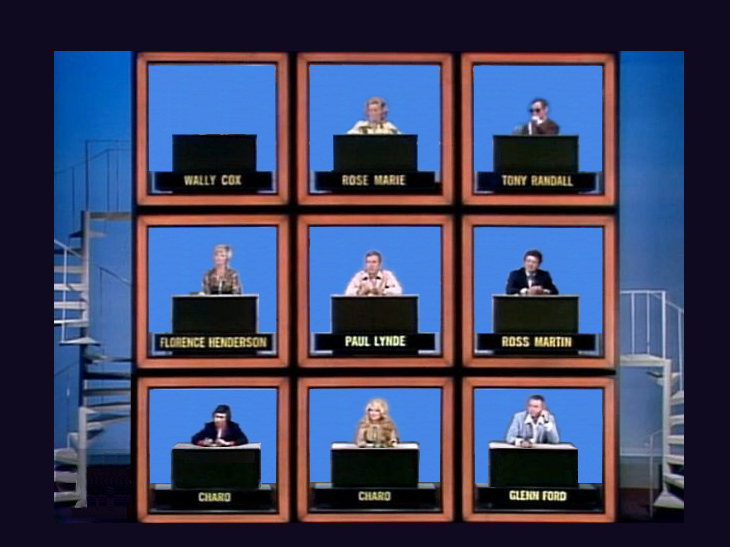 WALLY COX
ROSE MARIE
TONY RANDALL
FLORENCE HENDERSON
PAUL LYNDE
ROSS MARTIN
CHARO
CHARO
GLENN FORD